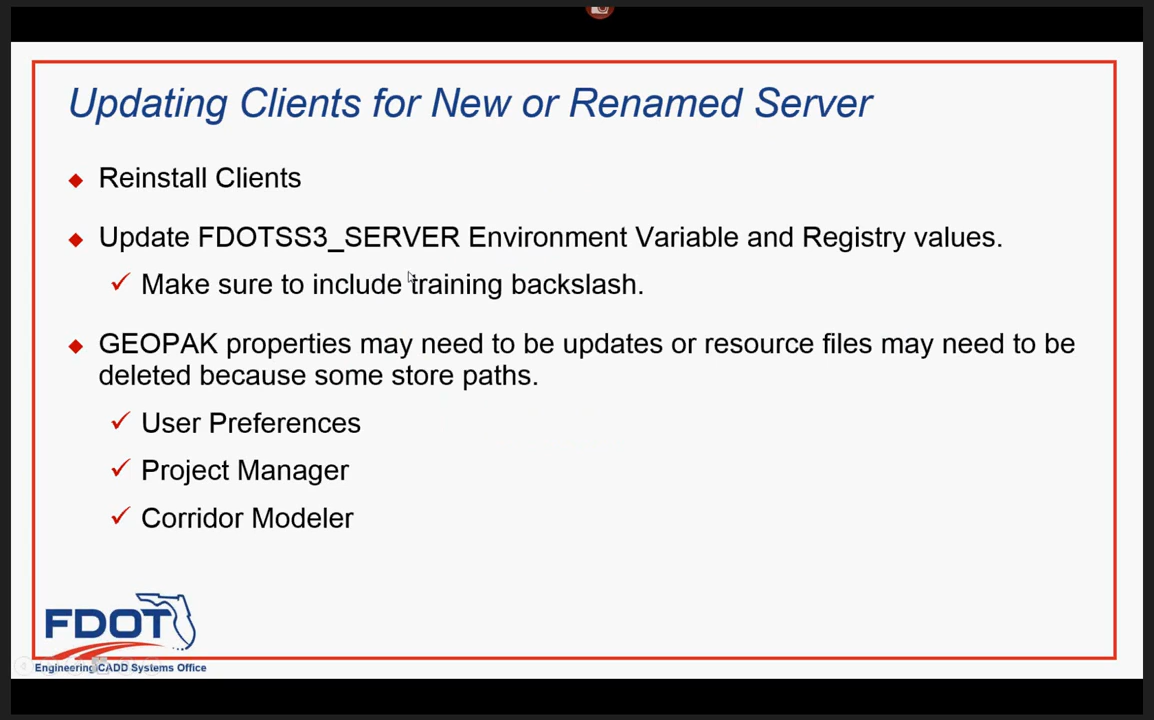 Updating Clients for New or Renamed Server
Reinstall Clients
Update FDOTSS3_SERVER Environment Variable and Registry values.
Make sure to include training backslash.
GEOPAK properties may need to be updates or resource files may need to be
deleted because some store paths.
User Preferences
Project Manager
Corridor Modeler
FDOT
Engineering/CADD Systems Office